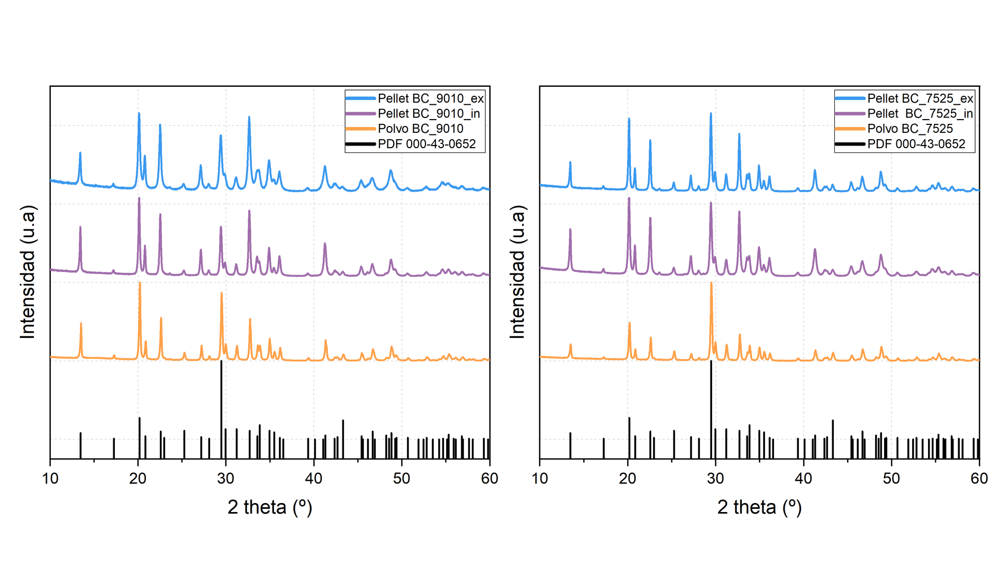 Pellet BC_9010_ex
Pellet BC_9010_in
Polvo BC_9010
PDF 000-43-0652
Intensidad (u.a)
10 20 30 40 50 60
2 theta (º)
Pellet BC_7525_ex
Pellet  BC_7525_in
Polvo BC_7525
PDF 000-43-0652
Intensidad (u.a)
10 20 30 40 50 60
2 theta (º)